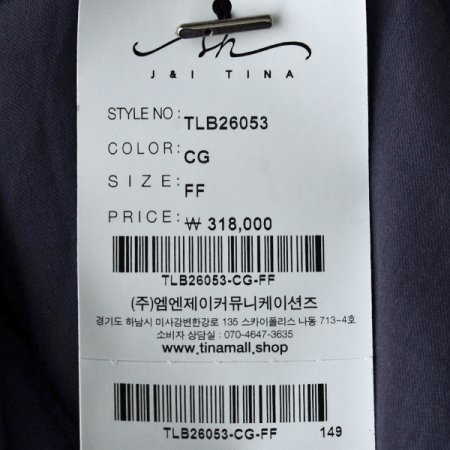 J & I TINA
STYLE NO : TLB26053
COLOR: CG
SIZE: FF
PRICE: ₩ 318,000
TLB26053-CG-FF
(주)엠엔제이커뮤니케이션즈
경기도 하남시 미사강변한강로 135 스카이폴리스 나동 713-4호
소비자 상담실 : 070-4647-3635
www.tinamall.shop
TLB26053-CG-FF 149